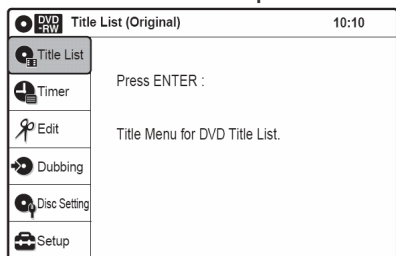 DVD -RW Title List (Original) 10:10
Title List
Press ENTER :
Timer
Edit
Title Menu for DVD Title List.
Dubbing
Disc Setting
Setup